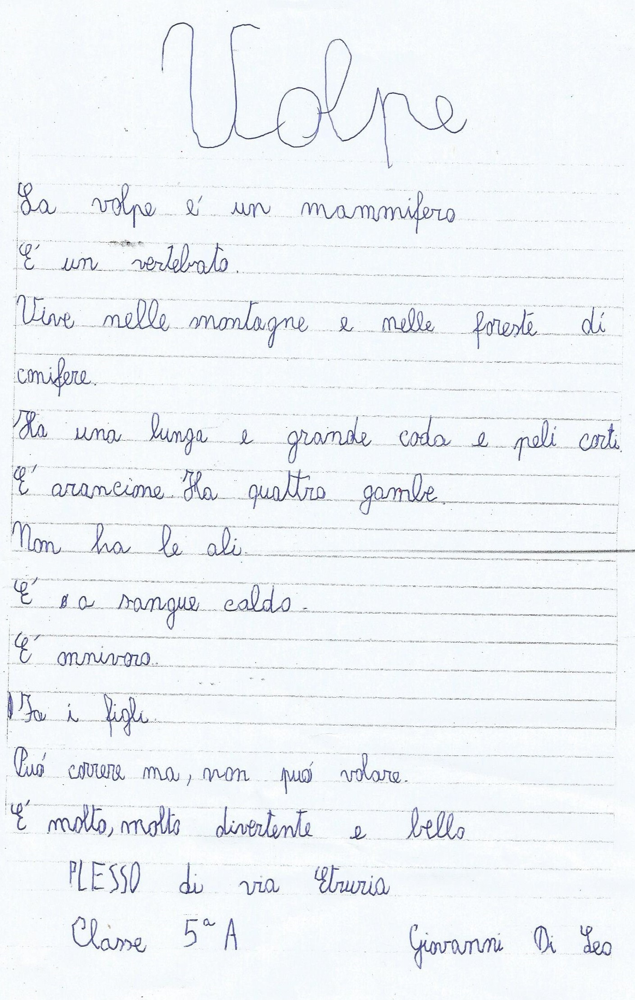 Volpe
La volpe é un mammifero
É un vertebrato.
Vive nelle montagne e nelle foreste di
conifere.
Ha una lunga e grande coda e peli corti.
É arancione. Ha quattro gambe.
Non ha le ali.
É a sangue caldo.
É onnivoro.
Fa i figli.
Puó correre ma, non puó volare.
É molto, molto divertente e bello
PLESSO di via Etruria
Classe 5ª A Giovanni Di Leo